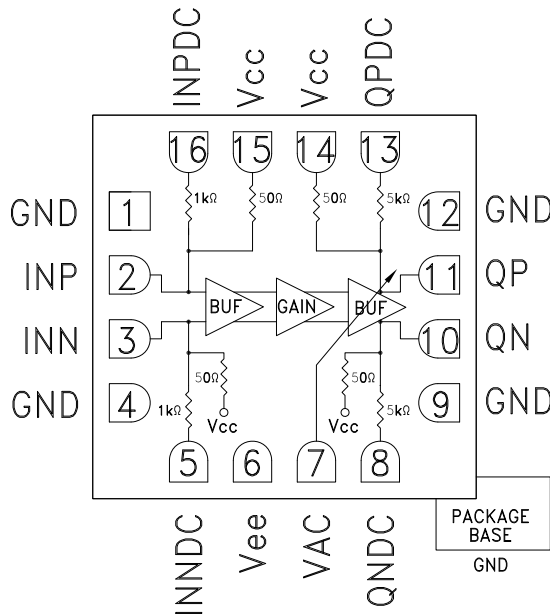 INPDC
Vcc
Vcc
QPDC
16
15
14
13
1kΩ
50Ω
50Ω
5kΩ
GND
1
12
GND
INP
2
11
QP
BUF
GAIN
BUF
INN
3
10
QN
50Ω
50Ω
GND
4
9
GND
1kΩ
Vcc
Vcc
5kΩ
5
6
7
8
INNDC
Vee
VAC
QNDC
PACKAGE
BASE
GND